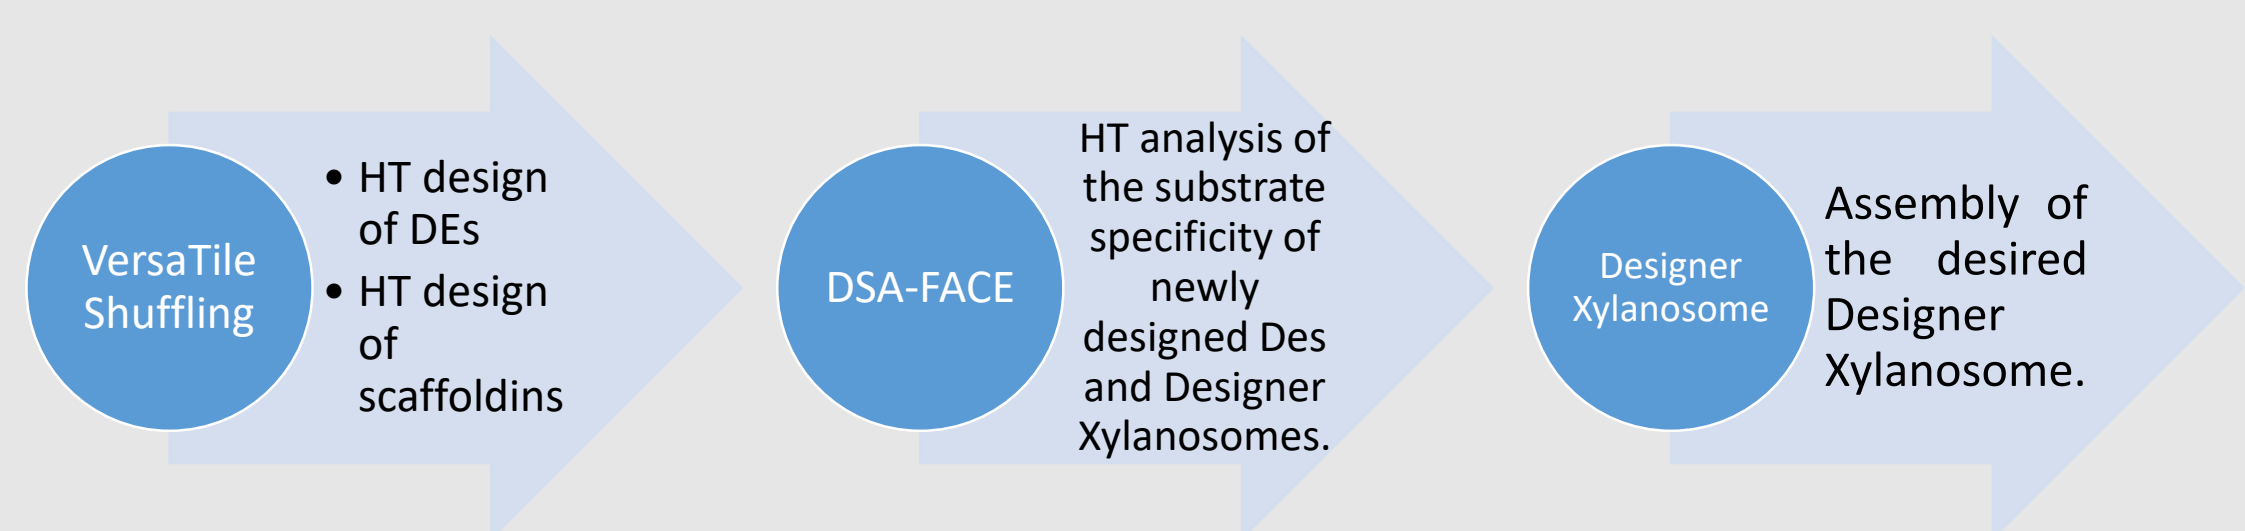 VersaTile
Shuffling
• HT design
of DEs
• HT design
of
scaffoldins
DSA-FACE
HT analysis of
the substrate
specificity of
newly
designed Des
and Designer
Xylanosomes.
Designer
Xylanosome
Assembly of
the desired
Designer
Xylanosome.